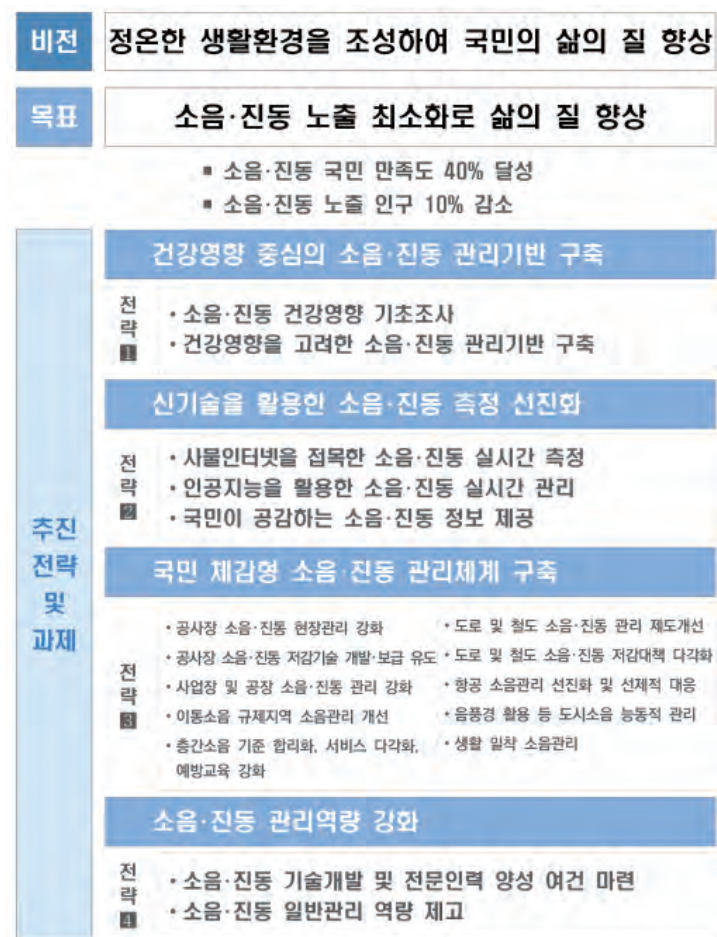 비전
정온한 생활환경을 조성하여 국민의 삶의 질 향상
목표
소음·진동 노출 최소화로 삶의 질 향상
▪ 소음·진동 국민 만족도 40% 달성
▪ 소음·진동 노출 인구 10% 감소
추진
전략
및
과제
건강영향 중심의 소음·진동 관리기반 구축
전략 1
· 소음·진동 건강영향 기초조사
· 건강영향을 고려한 소음·진동 관리기반 구축
신기술을 활용한 소음·진동 측정 선진화
전략 2
· 사물인터넷을 접목한 소음·진동 실시간 측정
· 인공지능을 활용한 소음·진동 실시간 관리
· 국민이 공감하는 소음·진동 정보 제공
국민 체감형 소음·진동 관리체계 구축
전략 3
· 공사장 소음·진동 현장관리 강화
· 공사장 소음·진동 저감기술 개발·보급 유도
· 사업장 및 공장 소음·진동 관리 강화
· 이동소음 규제지역 소음관리 개선
· 층간소음 기준 합리화, 서비스 다각화,
예방교육 강화
· 도로 및 철도 소음·진동 관리 제도개선
· 도로 및 철도 소음·진동 저감대책 다각화
· 항공 소음관리 선진화 및 선제적 대응
· 음풍경 활용 등 도시소음 능동적 관리
· 생활 밀착 소음관리
소음·진동 관리역량 강화
전략 4
· 소음·진동 기술개발 및 전문인력 양성 여건 마련
· 소음·진동 일반관리 역량 제고